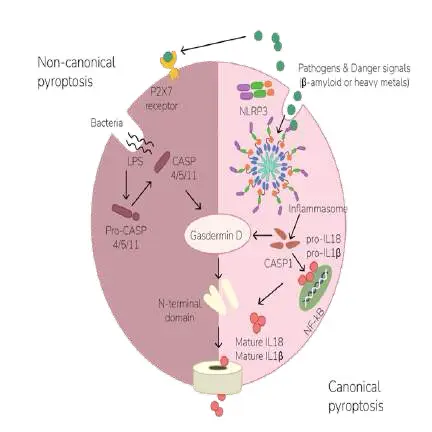 Non-canonical
pyroptosis
P2X7
receptor
Pathogens & Danger signals
(β-amyloid or heavy metals)
NLRP3
Bacteria
LPS
CASP
4/5/11
Pro-CASP
4/5/11
Inflammasome
Gasdermin D
CASP1
pro-IL18
pro-IL1β
N-terminal
domain
NF-kB
Mature IL18
Mature IL1β
Canonical
pyroptosis